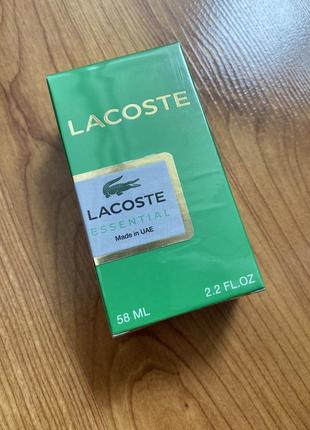 LACOSTE
LACOSTE
ESSENTIAL
Made in UAE
58 ML
2.2 FL.OZ